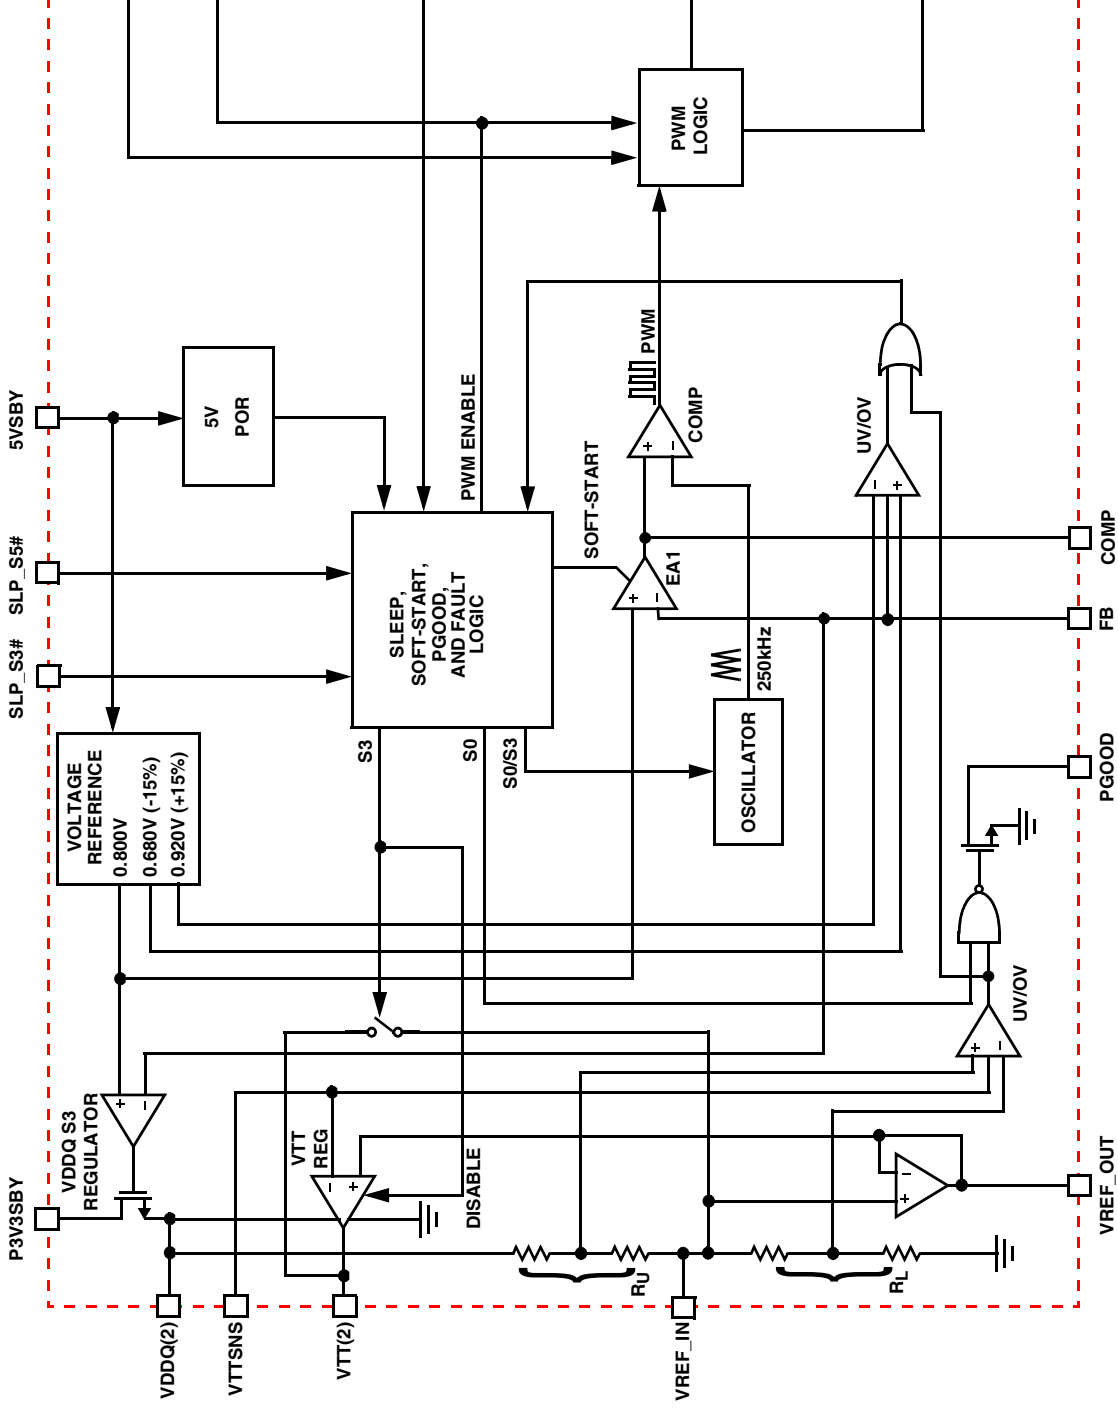 PWM
LOGIC
5VSBY
5V
POR
PWM ENABLE
PWM
COMP
SOFT-START
UV/OV
SLP_S5#
SLP_S3#
SLEEP,
SOFT-START,
PGOOD,
AND FAULT
LOGIC
+
−
EA1
+
−
−
+
COMP
FB
250kHz
OSCILLATOR
S3
S0
S0/S3
VOLTAGE
REFERENCE
0.800V
0.680V (-15%)
0.920V (+15%)
PGOOD
UV/OV
+
−
VDDQ S3
REGULATOR
+
−
VTT
REG
−
+
DISABLE
P3V3SBY
−
+
VREF_OUT
RU
RL
VDDQ(2)
VTTSNS
VTT(2)
VREF_IN